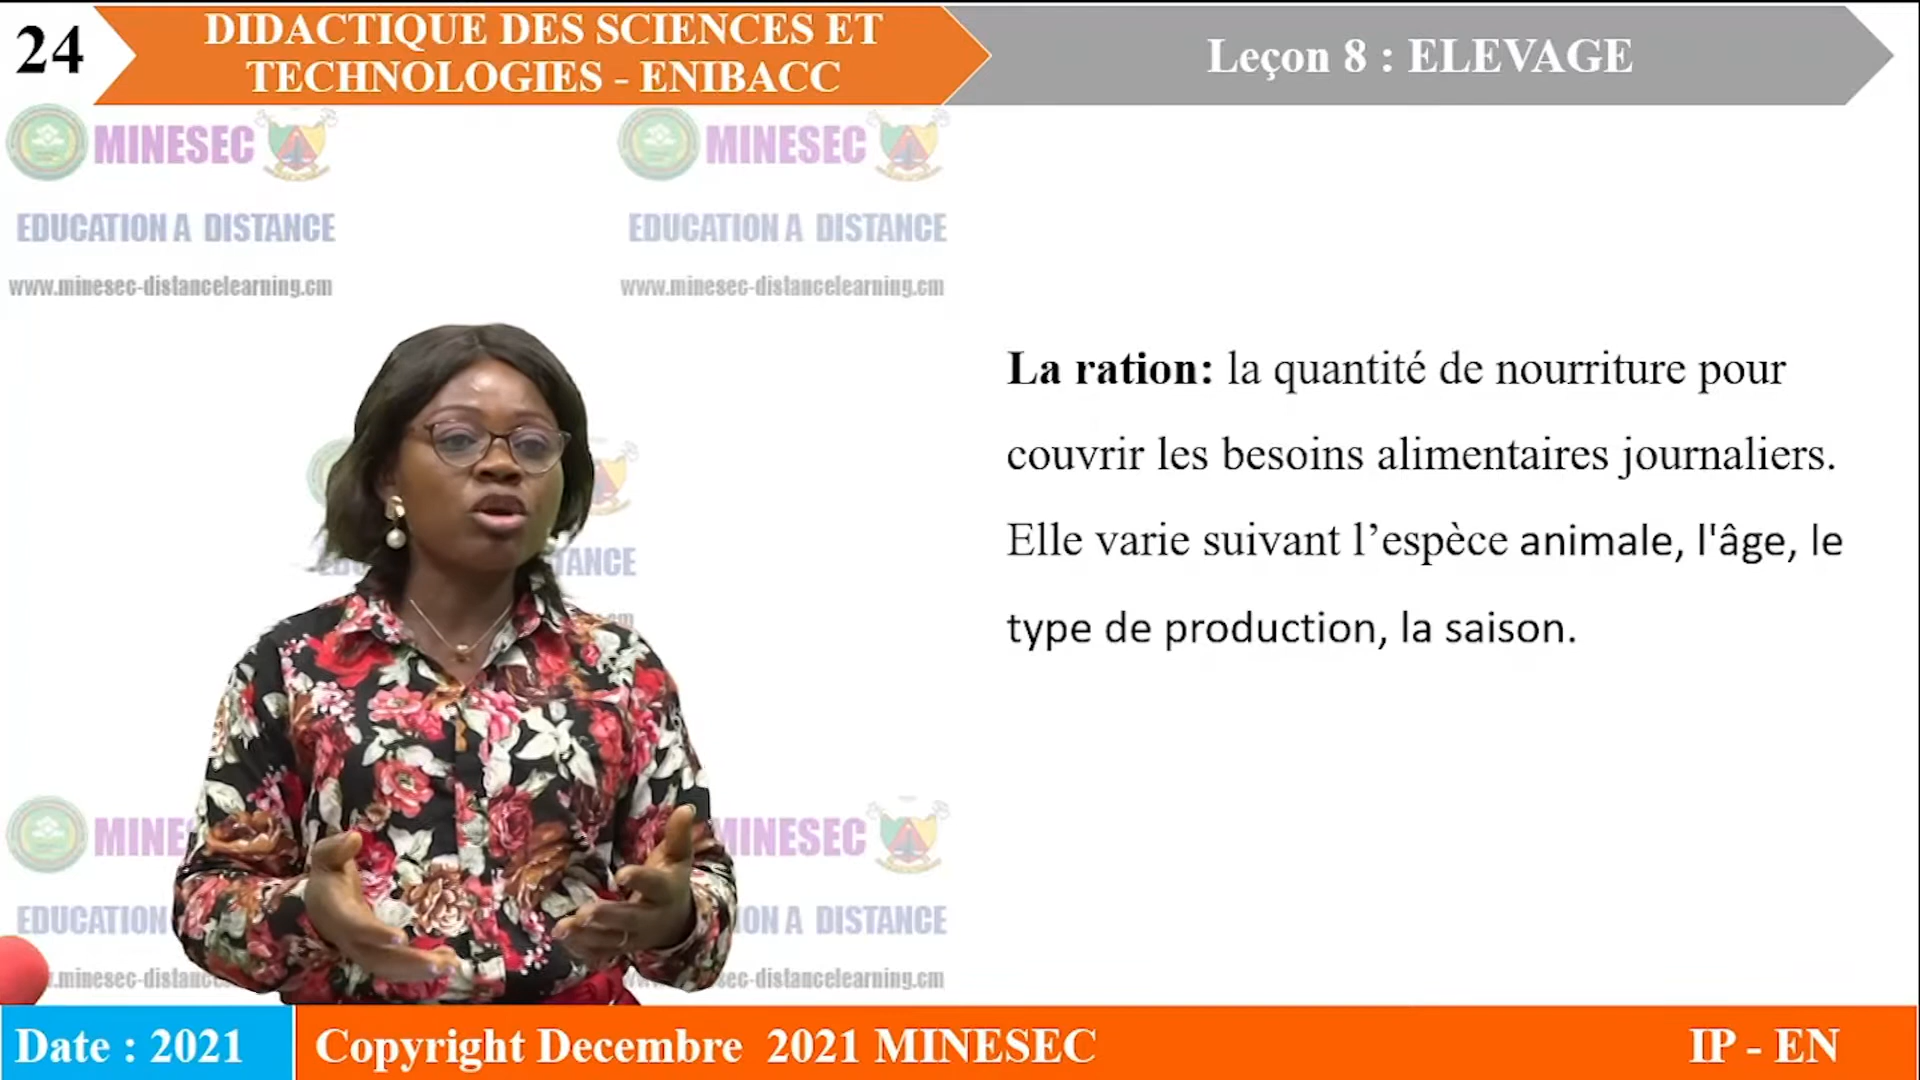 24
DIDACTIQUE DES SCIENCES ET
TECHNOLOGIES - ENIBACC
Leçon 8 : ELEVAGE
MINESEC
EDUCATION A DISTANCE
www.minesec-distancelearning.cm
MINESEC
EDUCATION A DISTANCE
www.minesec-distancelearning.cm
La ration: la quantité de nourriture pour
couvrir les besoins alimentaires journaliers.
Elle varie suivant l’espèce animale, l'âge, le
type de production, la saison.
MINESEC
EDUCATION A DISTANCE
Date : 2021
Copyright Decembre 2021 MINESEC
IP - EN